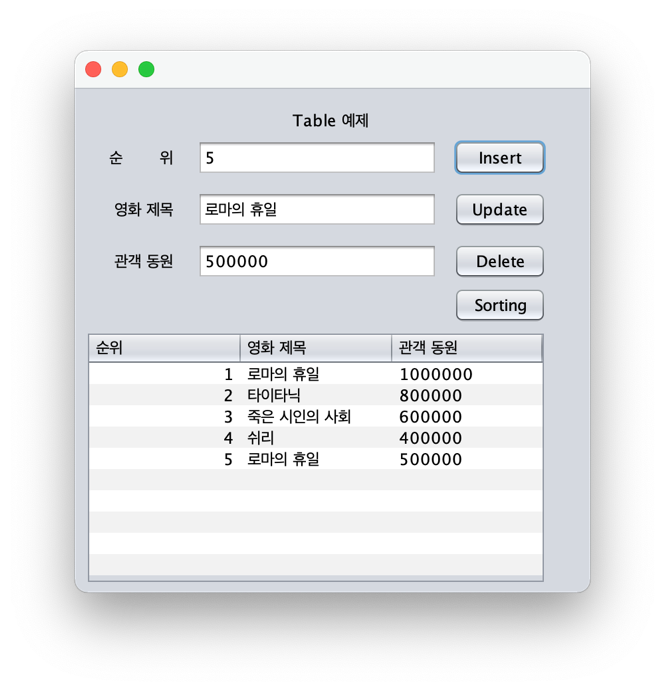 Table 예제
순 위 5 Insert
영화 제목 로마의 휴일 Update
관객 동원 500000 Delete
Sorting
순위 영화 제목 관객 동원
1 로마의 휴일 1000000
2 타이타닉 800000
3 죽은 시인의 사회 600000
4 쉬리 400000
5 로마의 휴일 500000